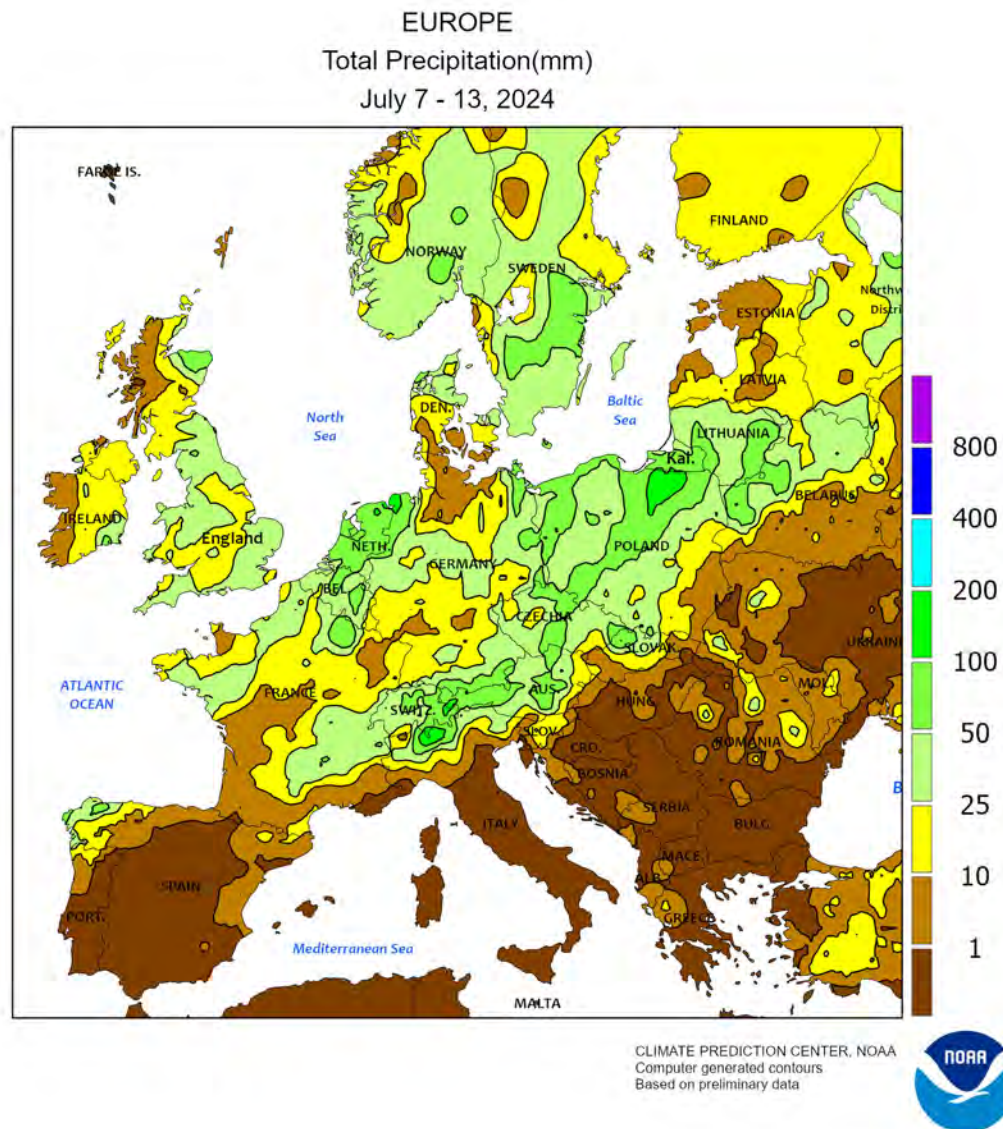 EUROPE
Total Precipitation(mm)
July 7 - 13, 2024
FAROE IS.
FINLAND
NORWAY
SWEDEN
Northw
Distri
ESTONIA
LATVIA
North
Sea
Baltic
Sea
DEN.
LITHUANIA
Kal.
BELARUS
IRELAND
England
NETH.
POLAND
GERMANY
BEL.
CZECHIA
SLOVAK.
UKRAINE
ATLANTIC
OCEAN
FRANCE
SWITZ.
AUS.
MOL.
HUNG.
SLOV.
ROMANIA
CRO.
BOSNIA
B
SERBIA
ITALY
BULG.
MACE.
ALB.
SPAIN
PORT.
GREECE
Mediterranean Sea
MALTA
800
400
200
100
50
25
10
1
CLIMATE PREDICTION CENTER, NOAA
Computer generated contours
Based on preliminary data
NOAA